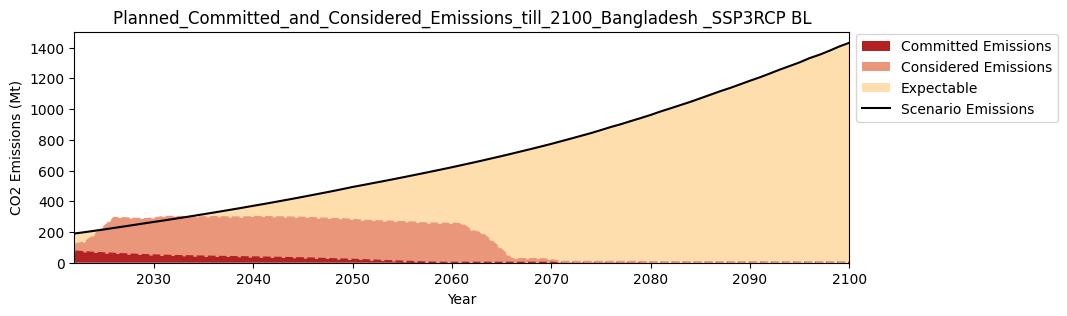 Planned_Committed_and_Considered_Emissions_till_2100_Bangladesh _SSP3RCP BL
1400
1200
1000
800
600
400
200
0
CO2 Emissions (Mt)
2030 2040 2050 2060 2070 2080 2090 2100
Year
Committed Emissions
Considered Emissions
Expectable
Scenario Emissions